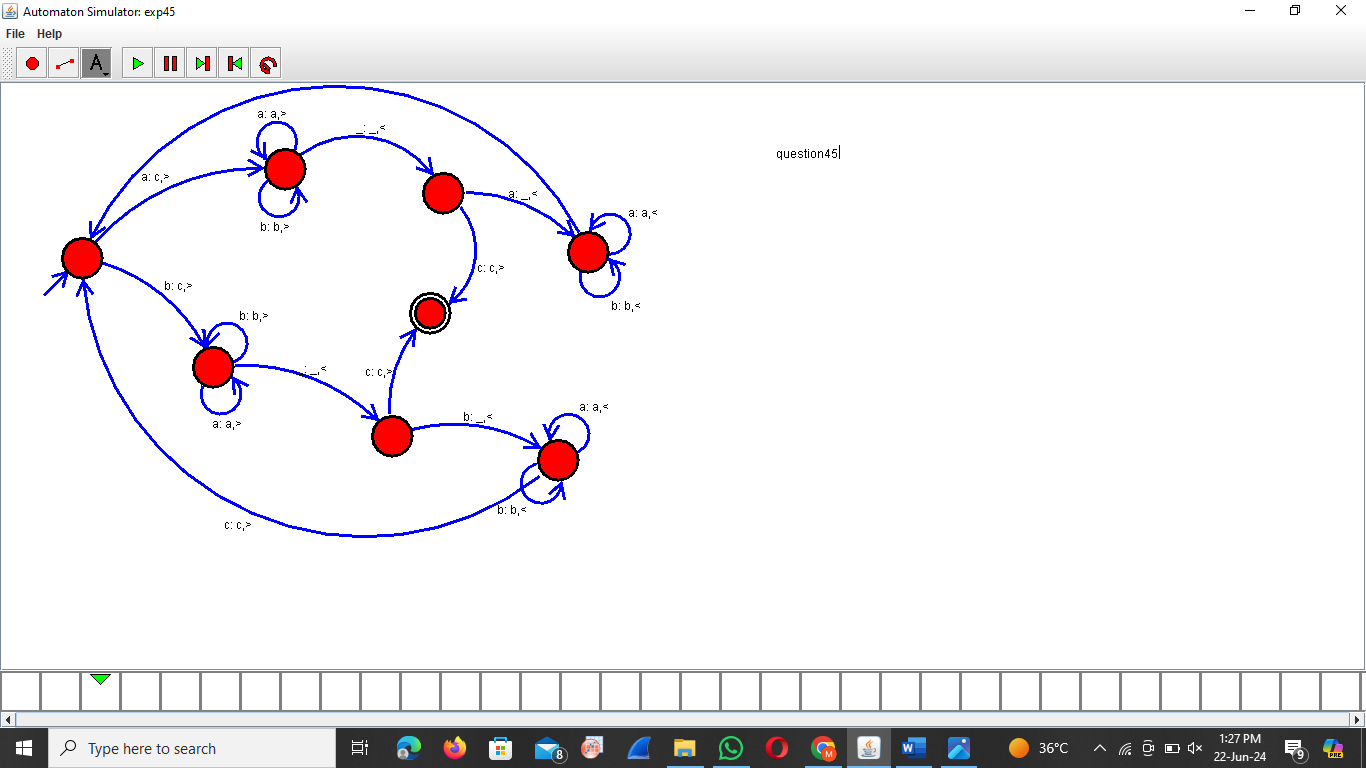 Automaton Simulator: exp45
File Help
A
a: a,>
_: _,<
question45
a: c,>
a: _,<
a: a,<
b: b,>
c: c,>
b: c,>
b: b,<
b: b,>
: _,<
c: c,>
a: a,<
b: _,<
a: a,>
b: b,<
c: c,>
Type here to search
8
M
W
36°C
1:27 PM
22-Jun-24
9
PRE